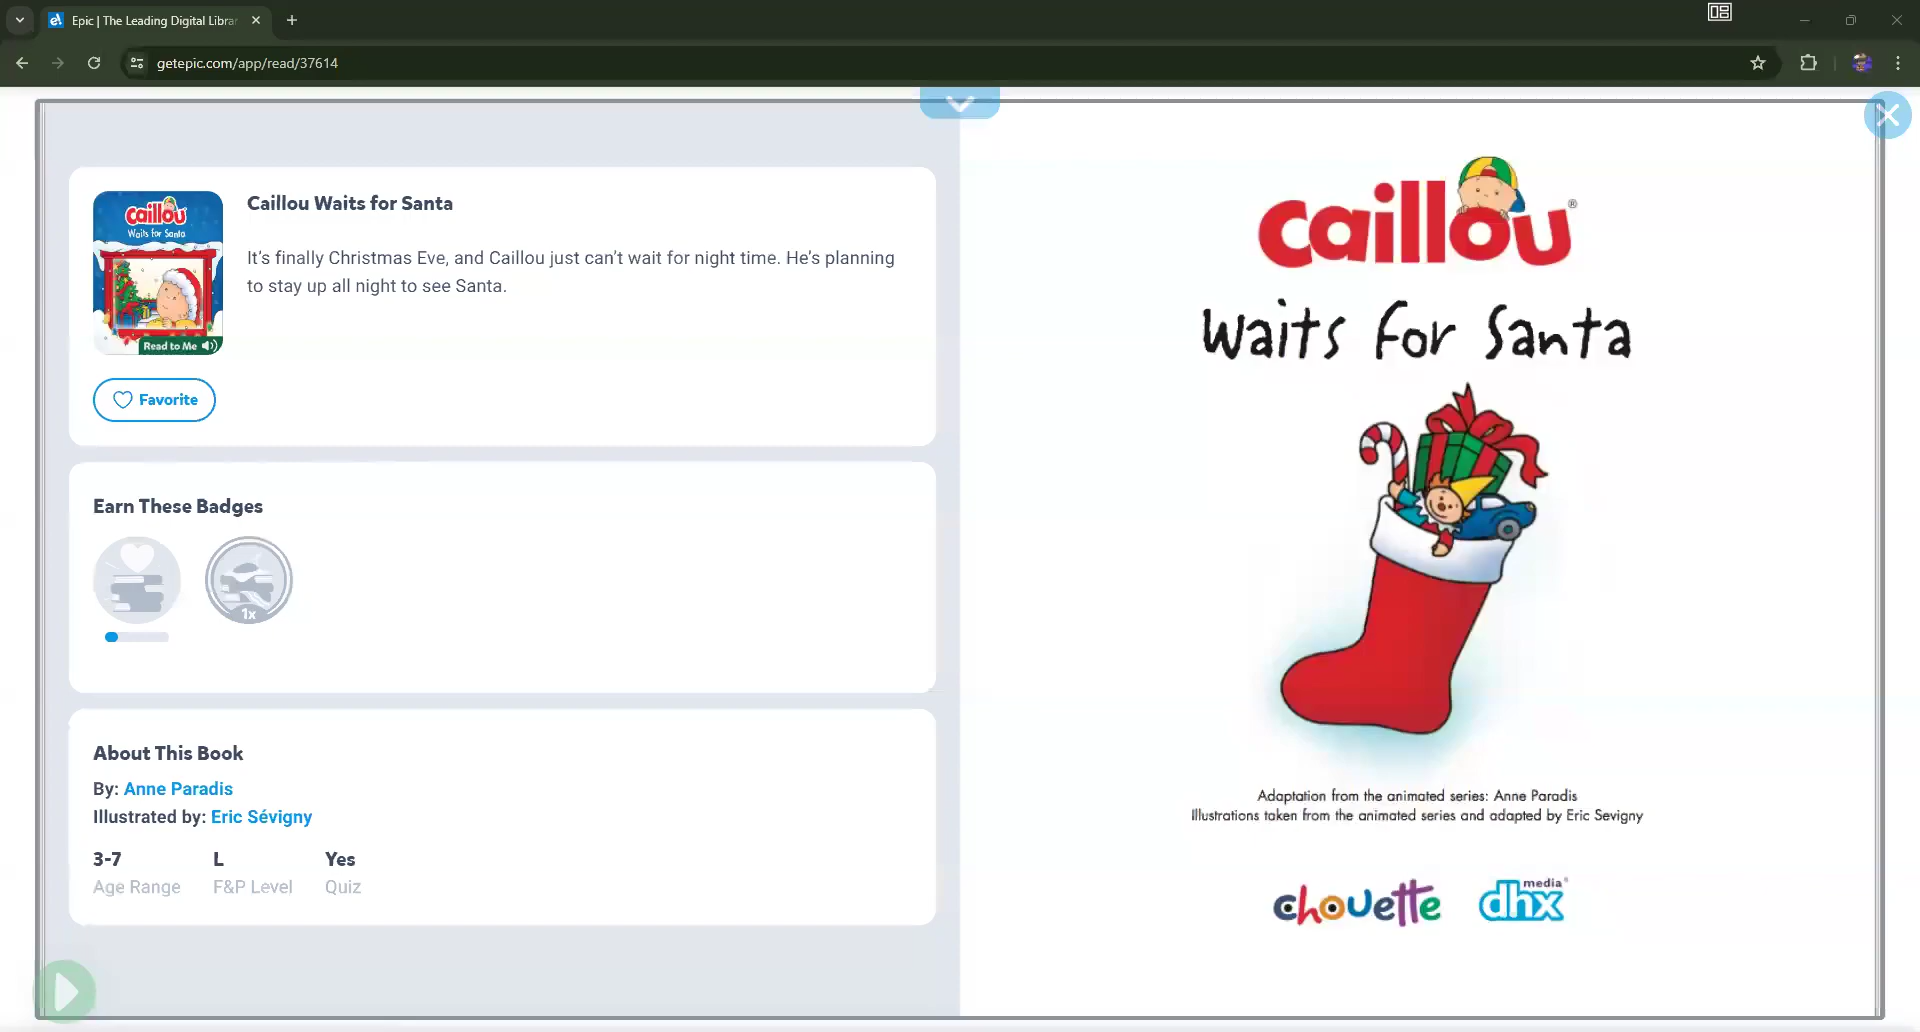 Epic | The Leading Digital Librar
getepic.com/app/read/37614
caillou
Waits for Santa
Read to Me
Caillou Waits for Santa
It's finally Christmas Eve, and Caillou just can't wait for night time. He's planning
to stay up all night to see Santa.
Favorite
Earn These Badges
1x
About This Book
By: Anne Paradis
Illustrated by: Eric Sévigny
3-7 L Yes
Age Range F&P Level Quiz
caillou®
Waits for Santa
Adaptation from the animated series: Anne Paradis
Illustrations taken from the animated series and adapted by Eric Sevigny
chouette dhx media®